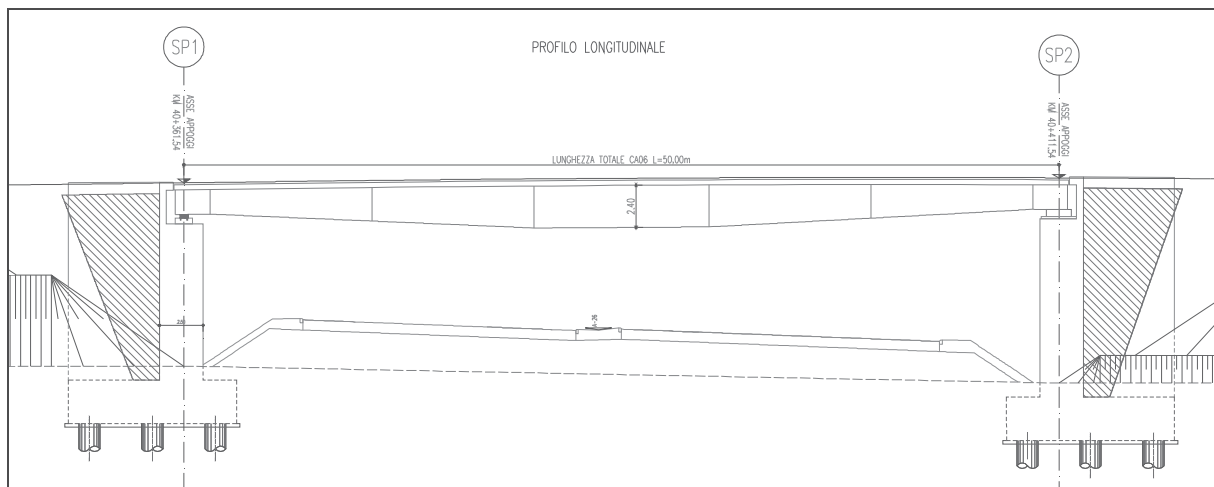 SP1
PROFILO LONGITUDINALE
SP2
ASSE APPOGGI
KM 40+361.54
ASSE APPOGGI
KM 40+411.54
LUNGHEZZA TOTALE CA06 L=50,00m
2.40
A-26